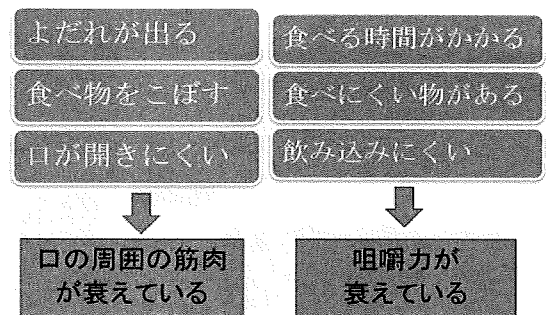 よだれが出る
食べ物をこぼす
口が開きにくい
口の周囲の筋肉
が衰えている
食べる時間がかかる
食べにくい物がある
飲み込みにくい
咀嚼力が
衰えている